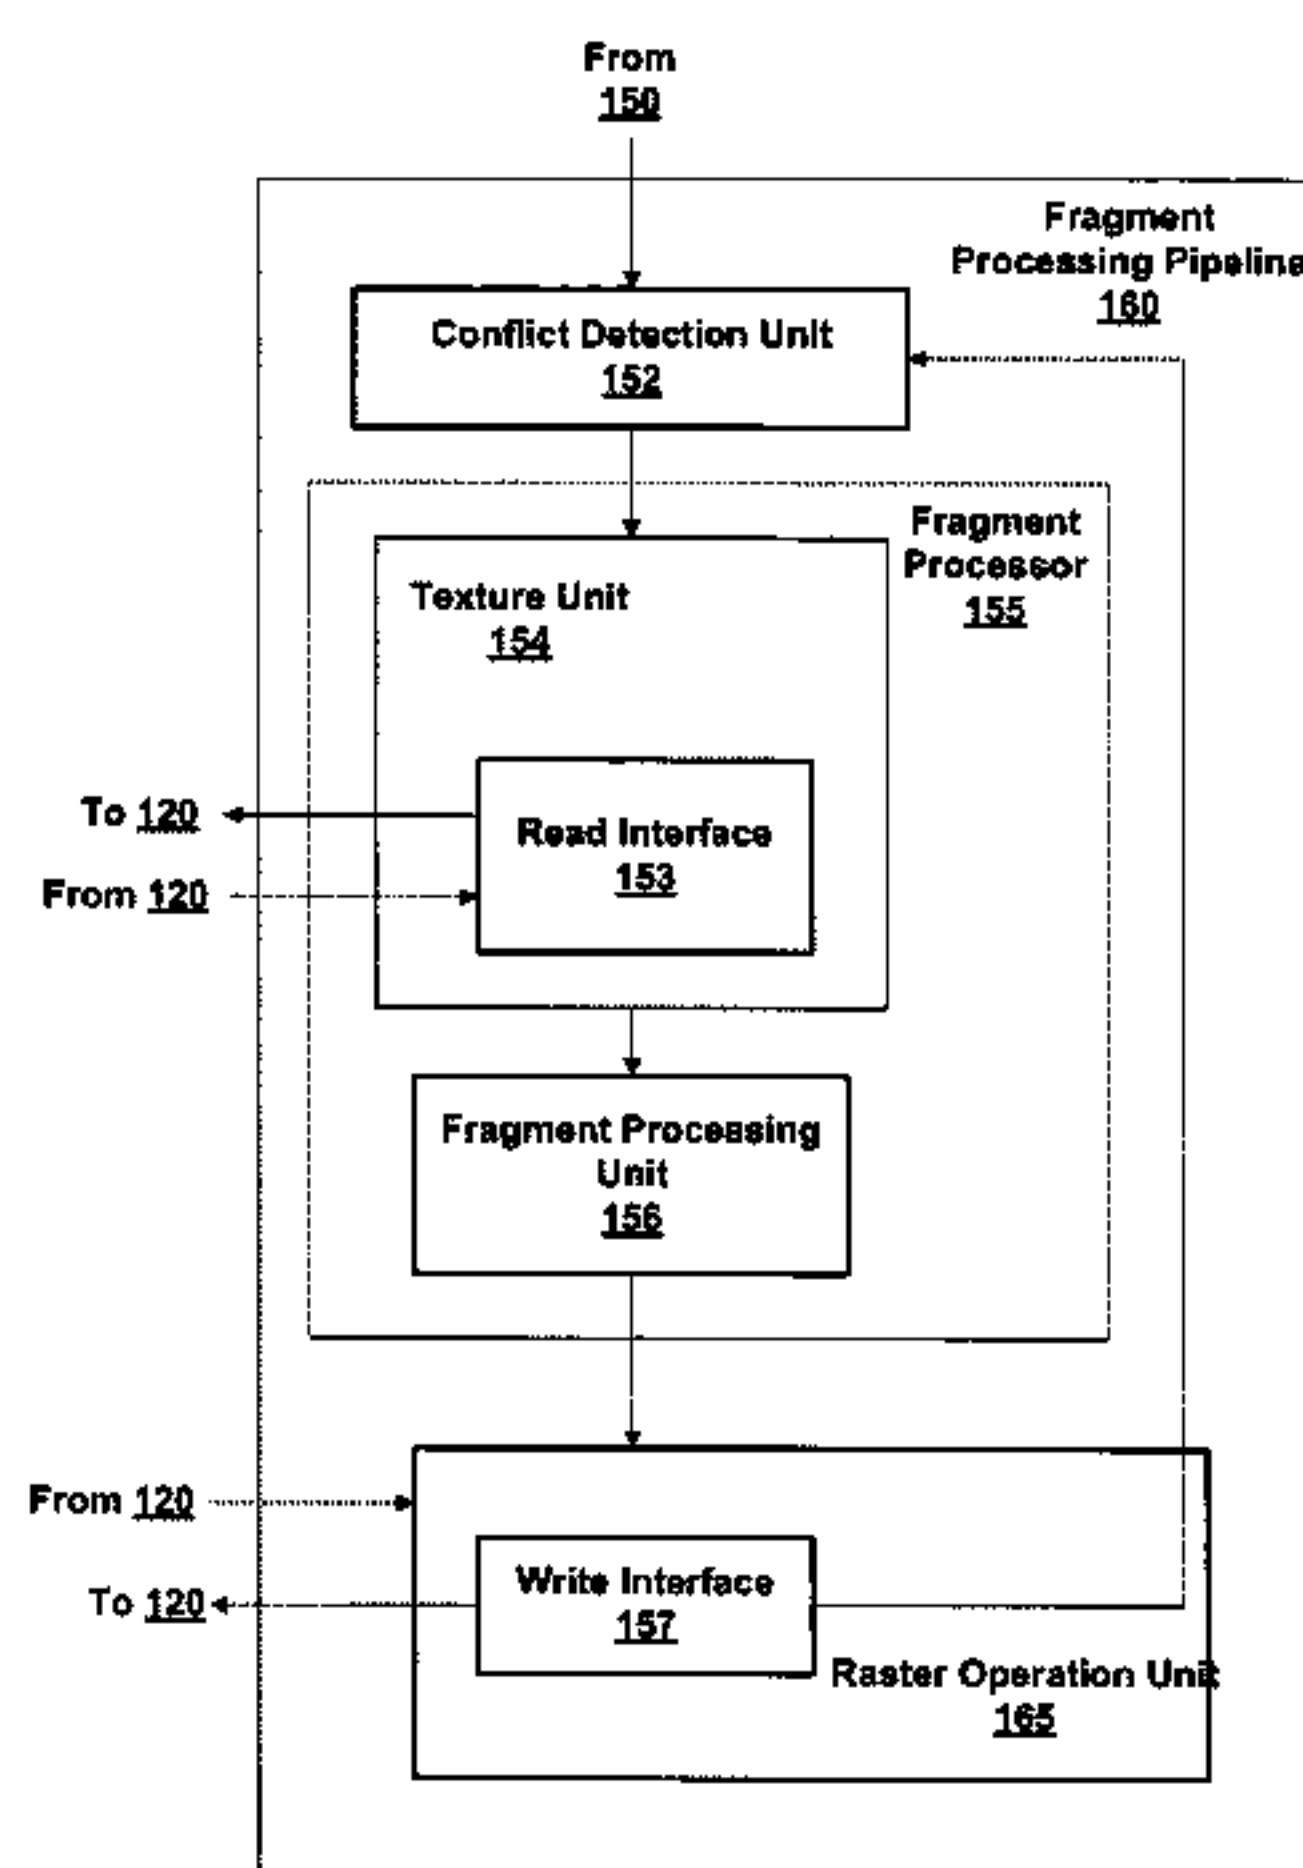 From
150
Fragment
Processing Pipeline
160
Conflict Detection Unit
152
Fragment
Processor
155
Texture Unit
154
To 120
Read Interface
153
From 120
Fragment Processing
Unit
156
From 120
Write Interface
157
To 120
Raster Operation Unit
165